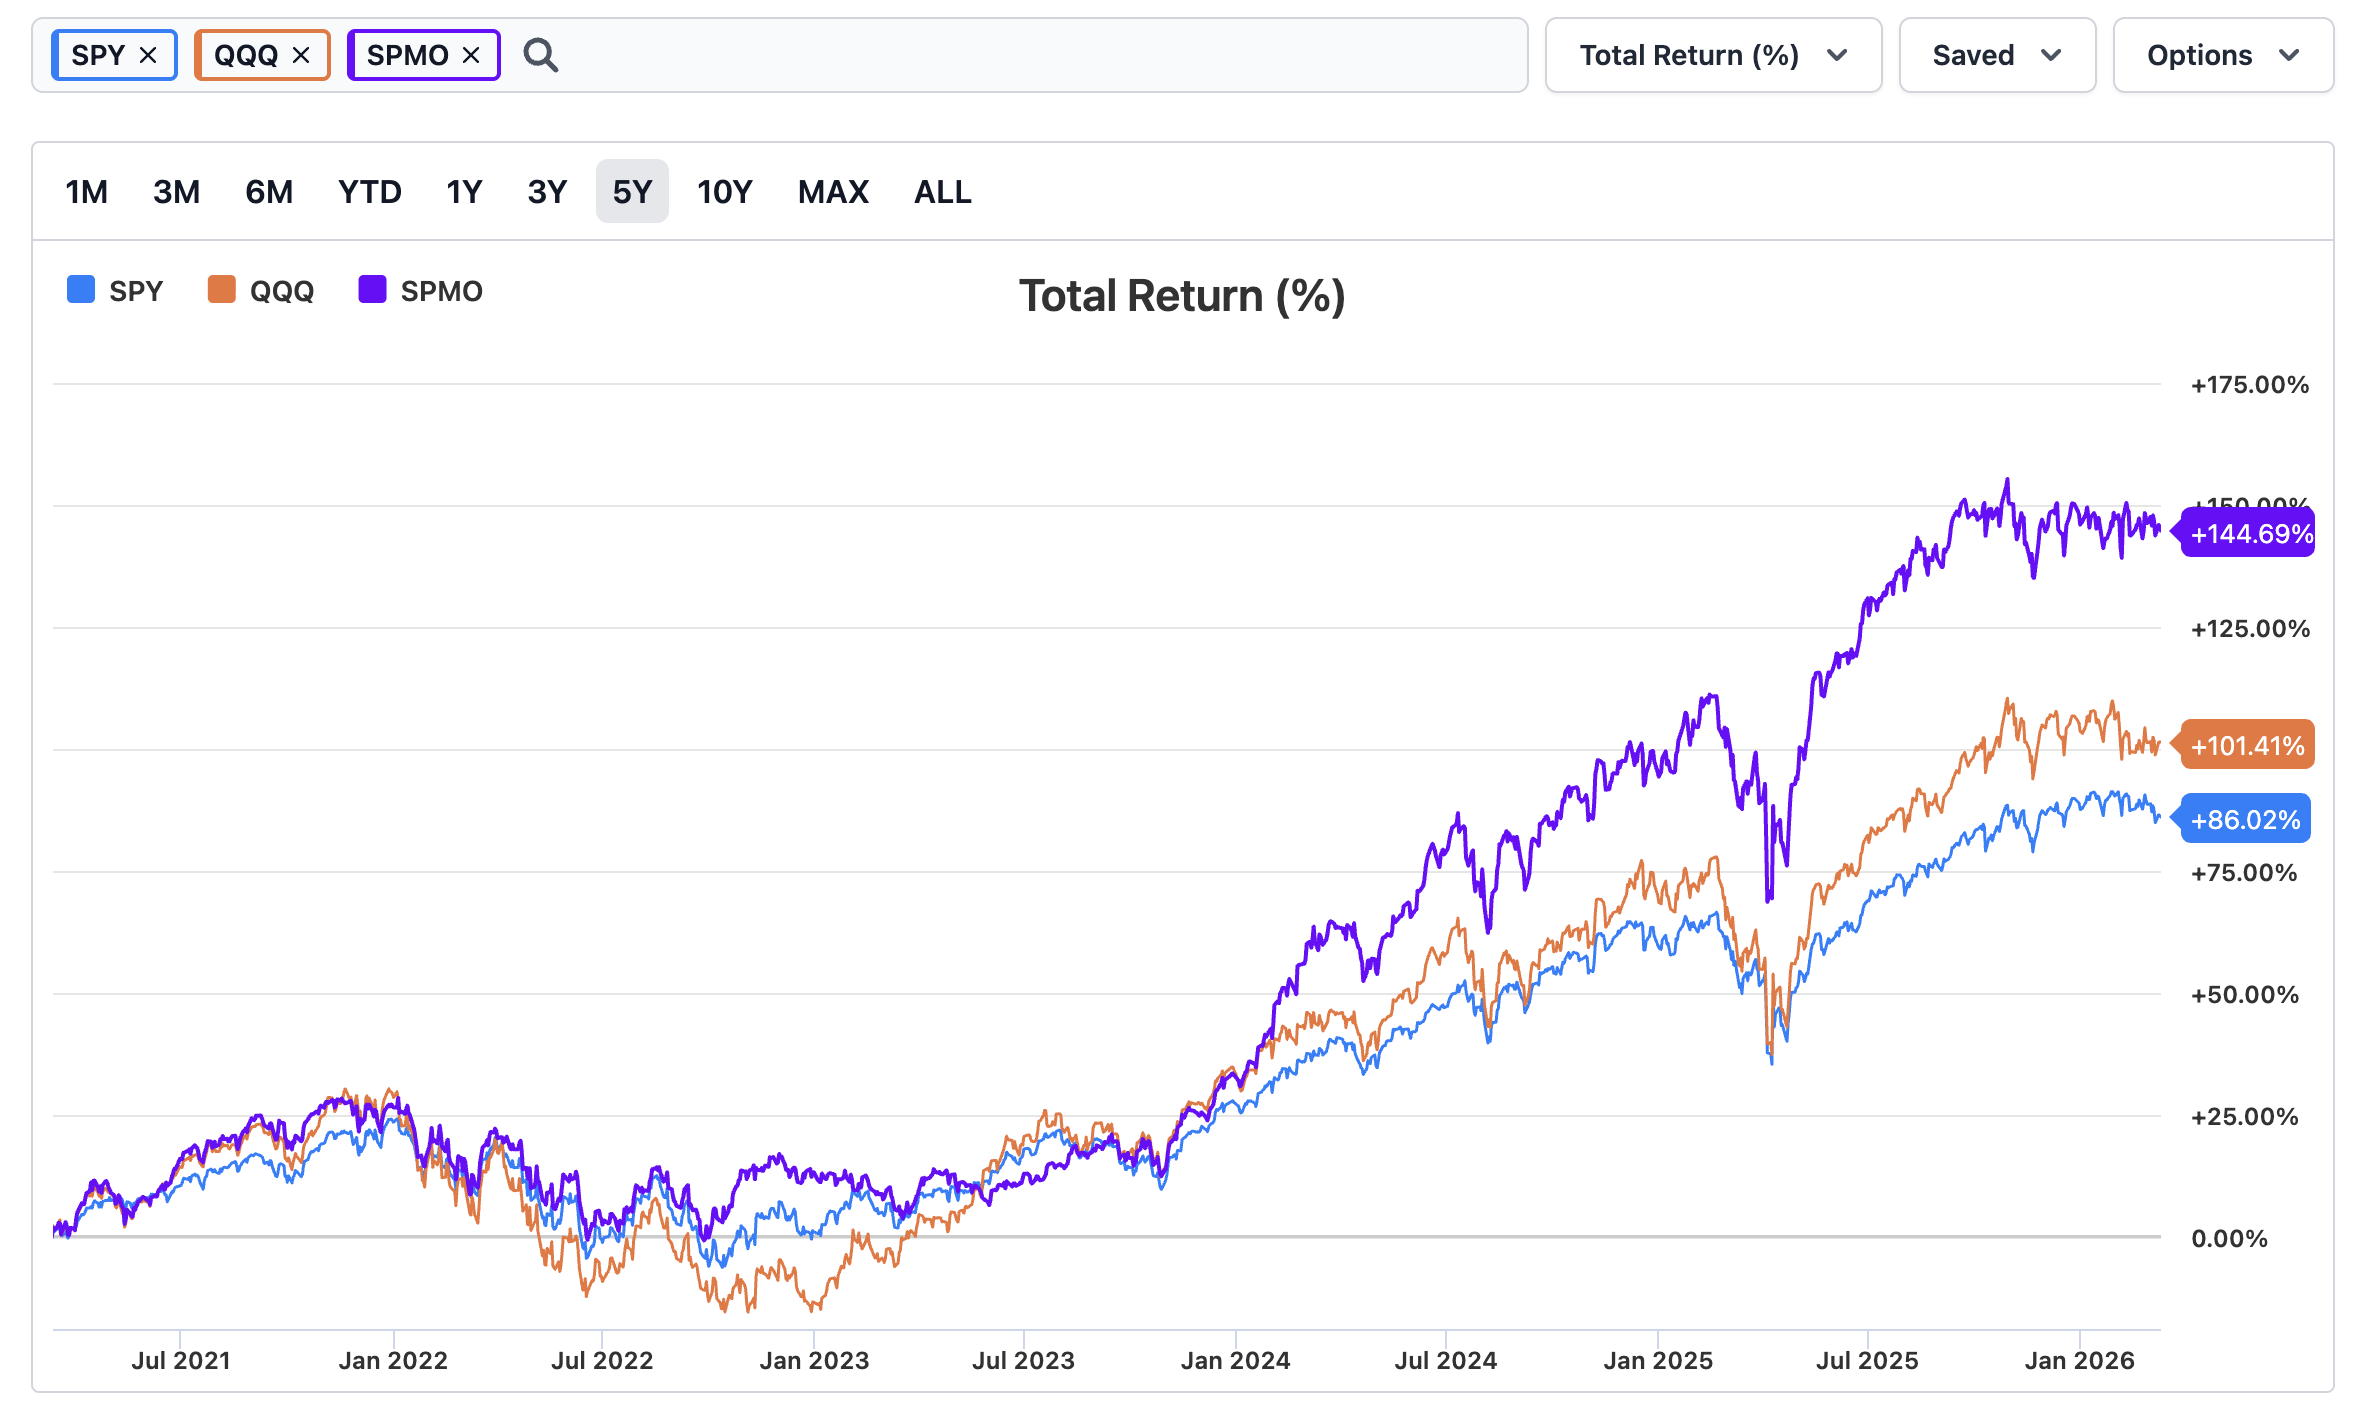 SPY × QQQ × SPMO × Total Return (%) Saved Options
1M 3M 6M YTD 1Y 3Y 5Y 10Y MAX ALL
SPY QQQ SPMO
Total Return (%)
+175.00%
+150.00%
+144.69%
+125.00%
+101.41%
+86.02%
+75.00%
+50.00%
+25.00%
0.00%
Jul 2021 Jan 2022 Jul 2022 Jan 2023 Jul 2023 Jan 2024 Jul 2024 Jan 2025 Jul 2025 Jan 2026